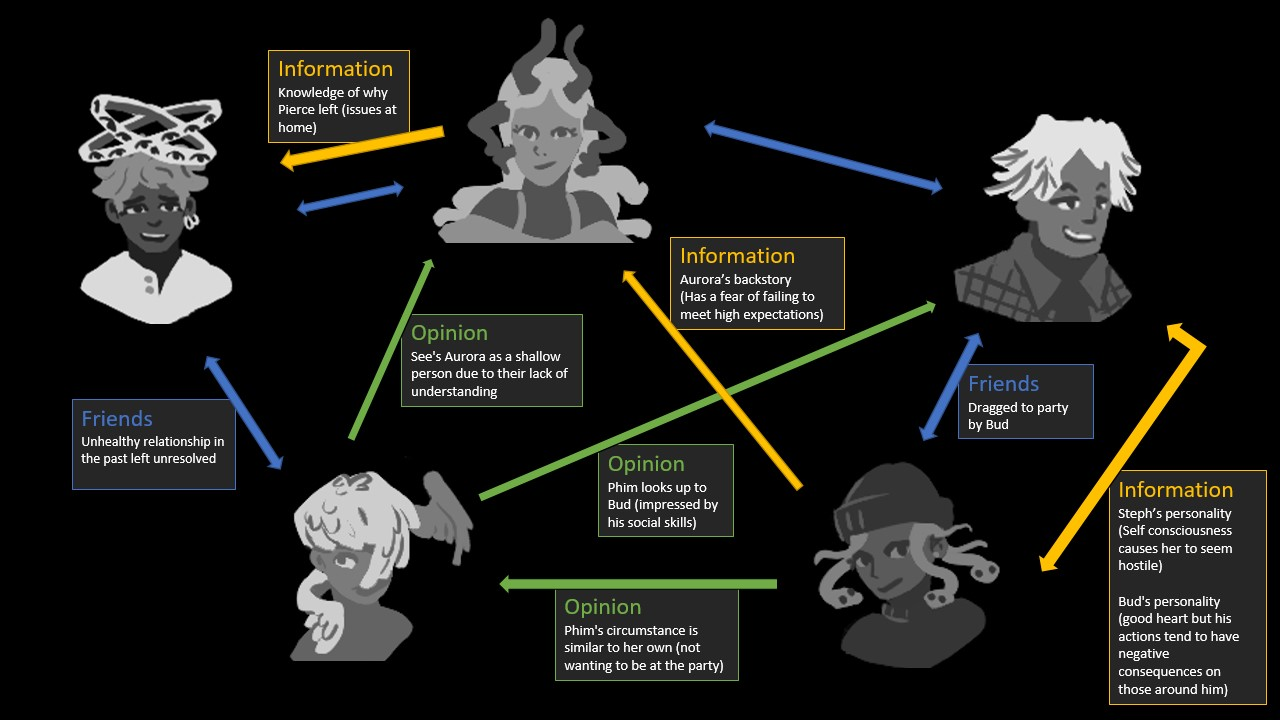 Information
Knowledge of why
Pierce left (issues at
home)
Information
Aurora’s backstory
(Has a fear of failing to
meet high expectations)
Opinion
See's Aurora as a shallow
person due to their lack of
understanding
Friends
Unhealthy relationship in
the past left unresolved
Friends
Dragged to party
by Bud
Opinion
Phim looks up to
Bud (impressed by
his social skills)
Information
Steph’s personality
(Self consciousness
causes her to seem
hostile)
Bud's personality
(good heart but his
actions tend to have
negative
consequences on
those around him)
Opinion
Phim's circumstance is
similar to her own (not
wanting to be at the party)